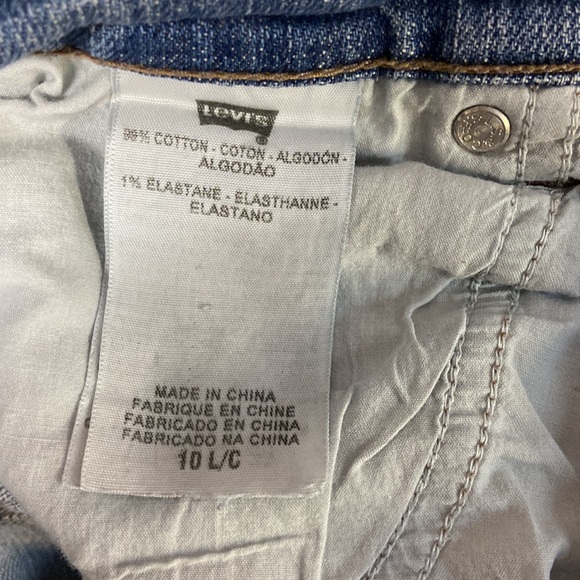 Levi's
®
99% COTTON - COTON - ALGODÓN -
ALGODÃO
1% ELASTANE - ELASTHANNE -
ELASTANO
MADE IN CHINA
FABRIQUE EN CHINE
FABRICADO EN CHINA
FABRICADO NA CHINA
10 L/C